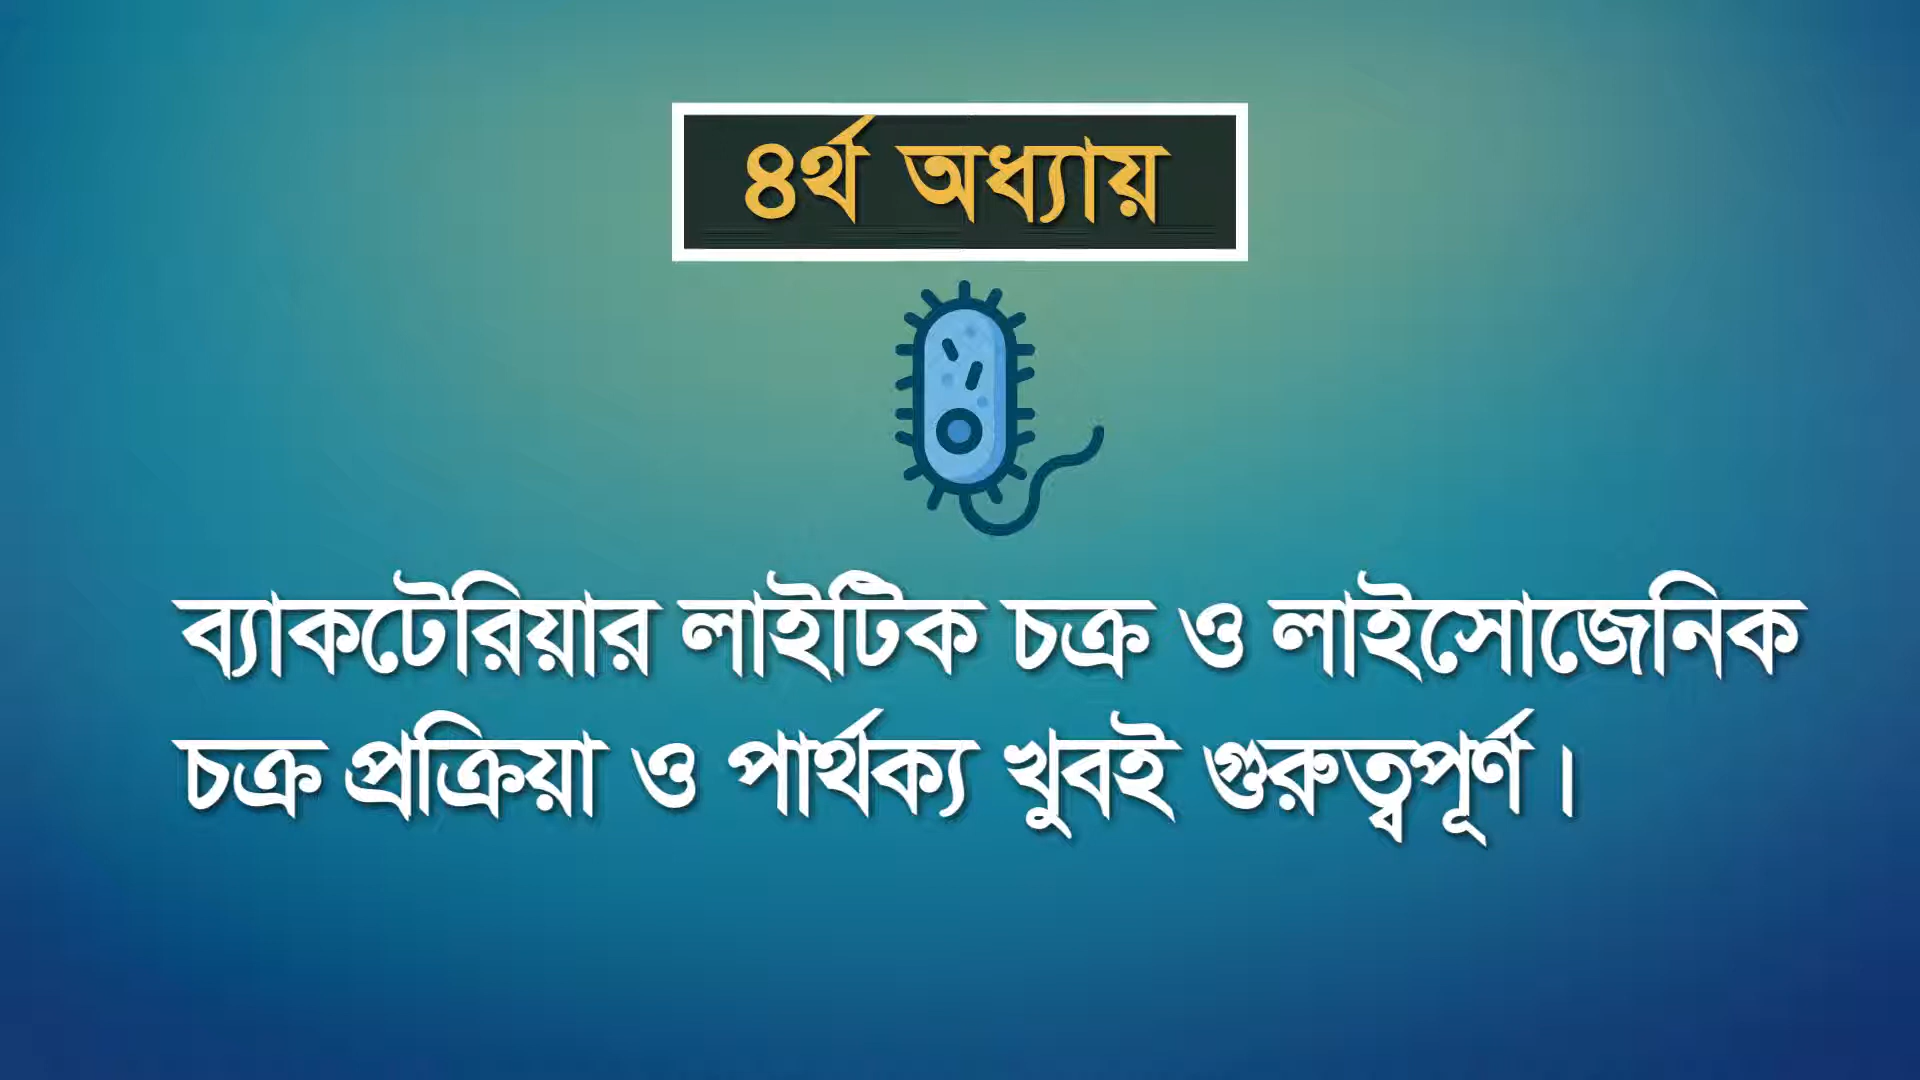 ৪র্থ অধ্যায়
ব্যাকটেরিয়ার লাইটিক চক্র ও লাইসোজেনিক
চক্র প্রক্রিয়া ও পার্থক্য খুবই গুরুত্বপূর্ণ।